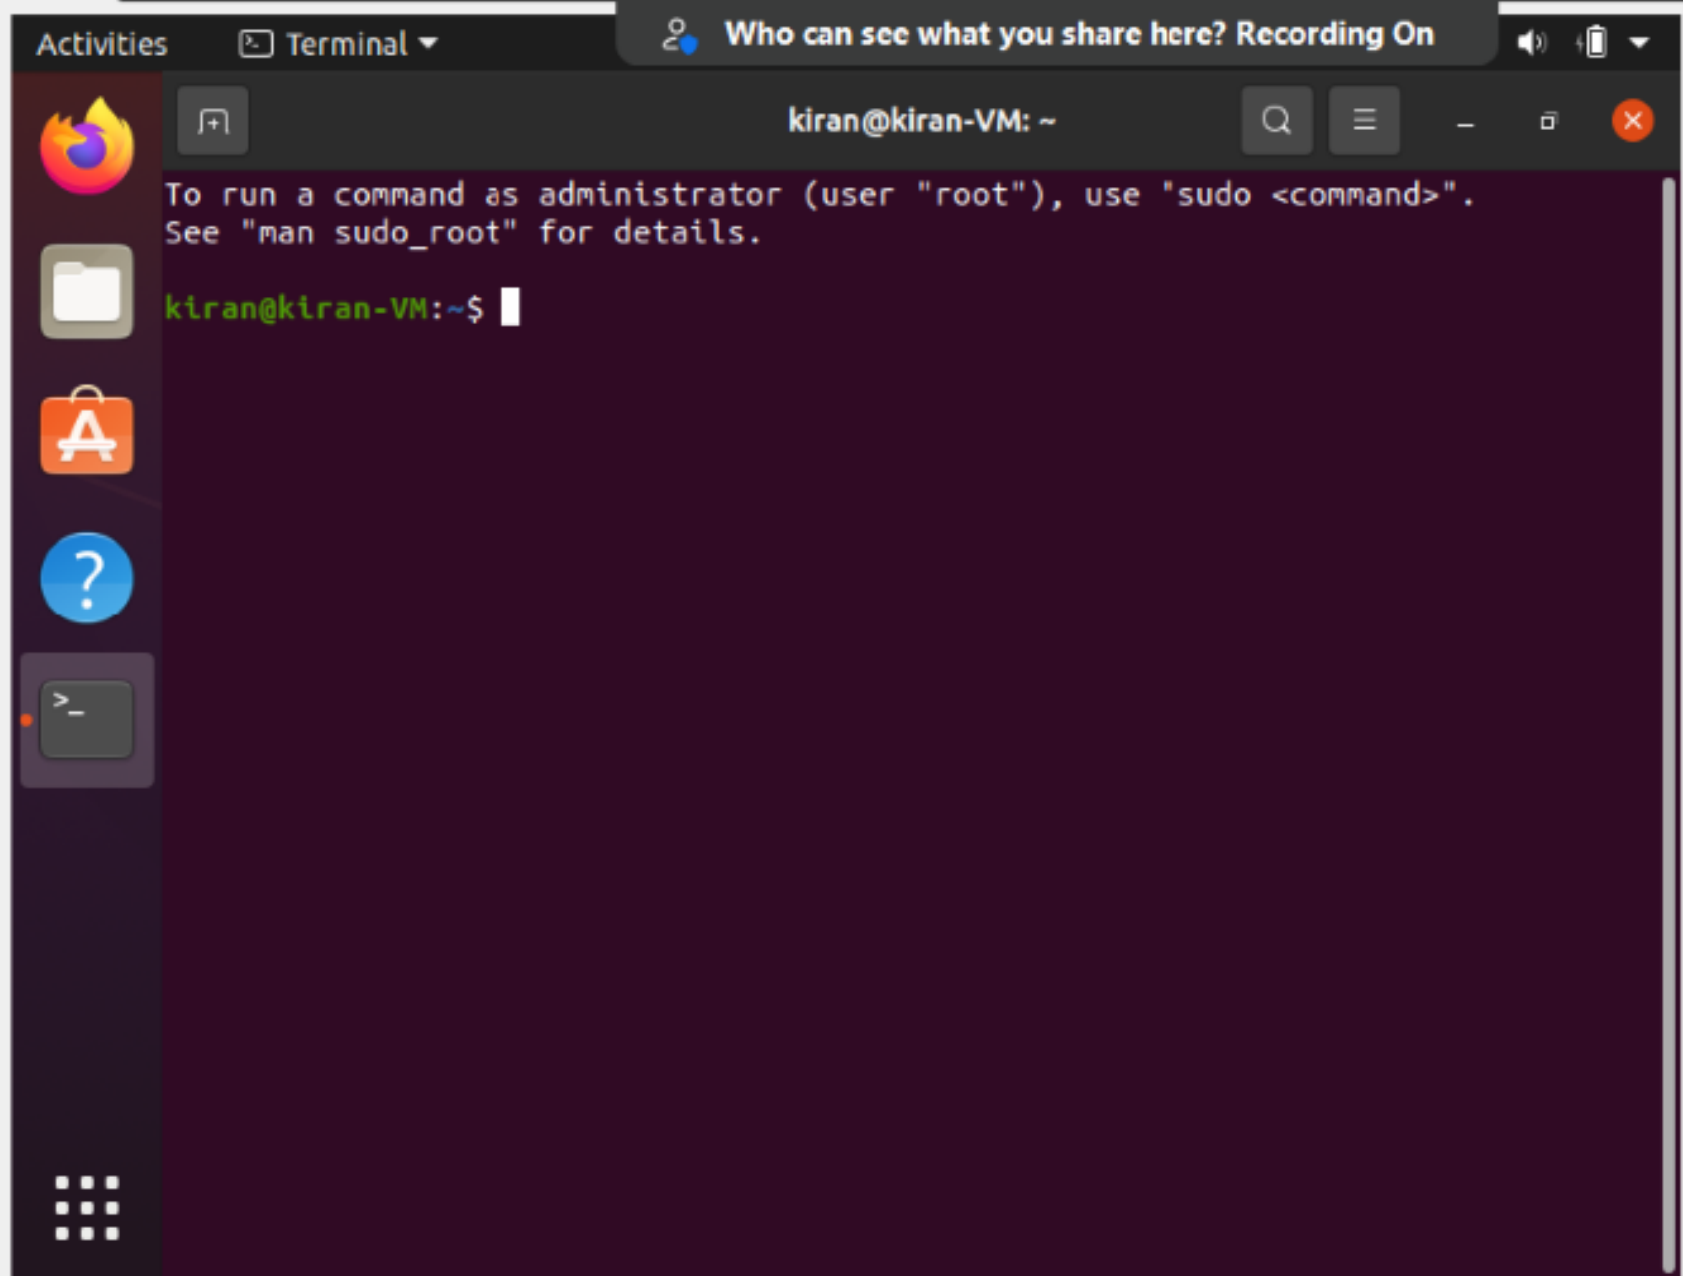 Activities
Terminal
Who can see what you share here? Recording On
kiran@kiran-VM: ~
To run a command as administrator (user "root"), use "sudo <command>".
See "man sudo_root" for details.
kiran@kiran-VM:~$